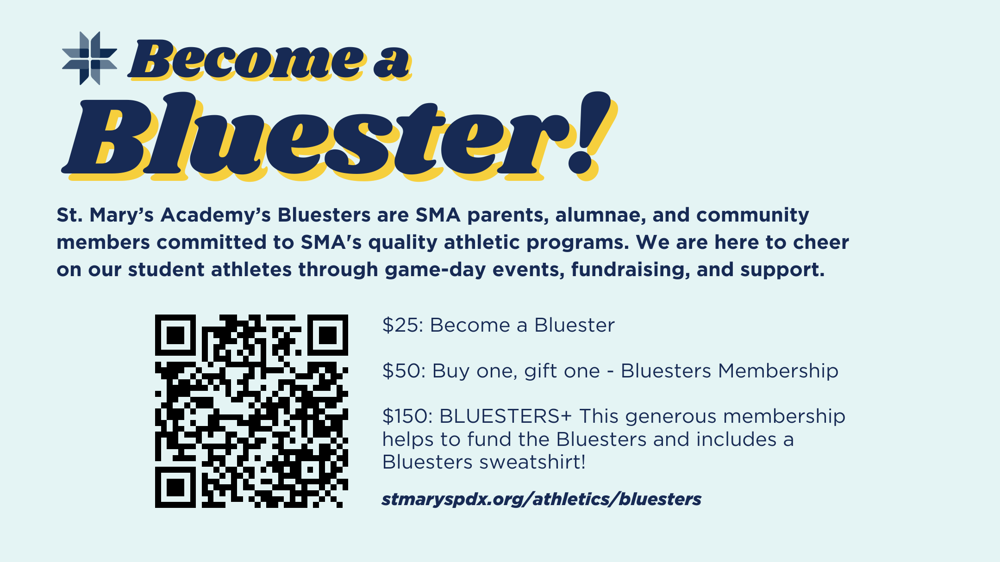 Become a
Bluester!
St. Mary’s Academy’s Bluesters are SMA parents, alumnae, and community
members committed to SMA's quality athletic programs. We are here to cheer
on our student athletes through game-day events, fundraising, and support.
$25: Become a Bluester
$50: Buy one, gift one - Bluesters Membership
$150: BLUESTERS+ This generous membership
helps to fund the Bluesters and includes a
Bluesters sweatshirt!
stmaryspdx.org/athletics/bluesters